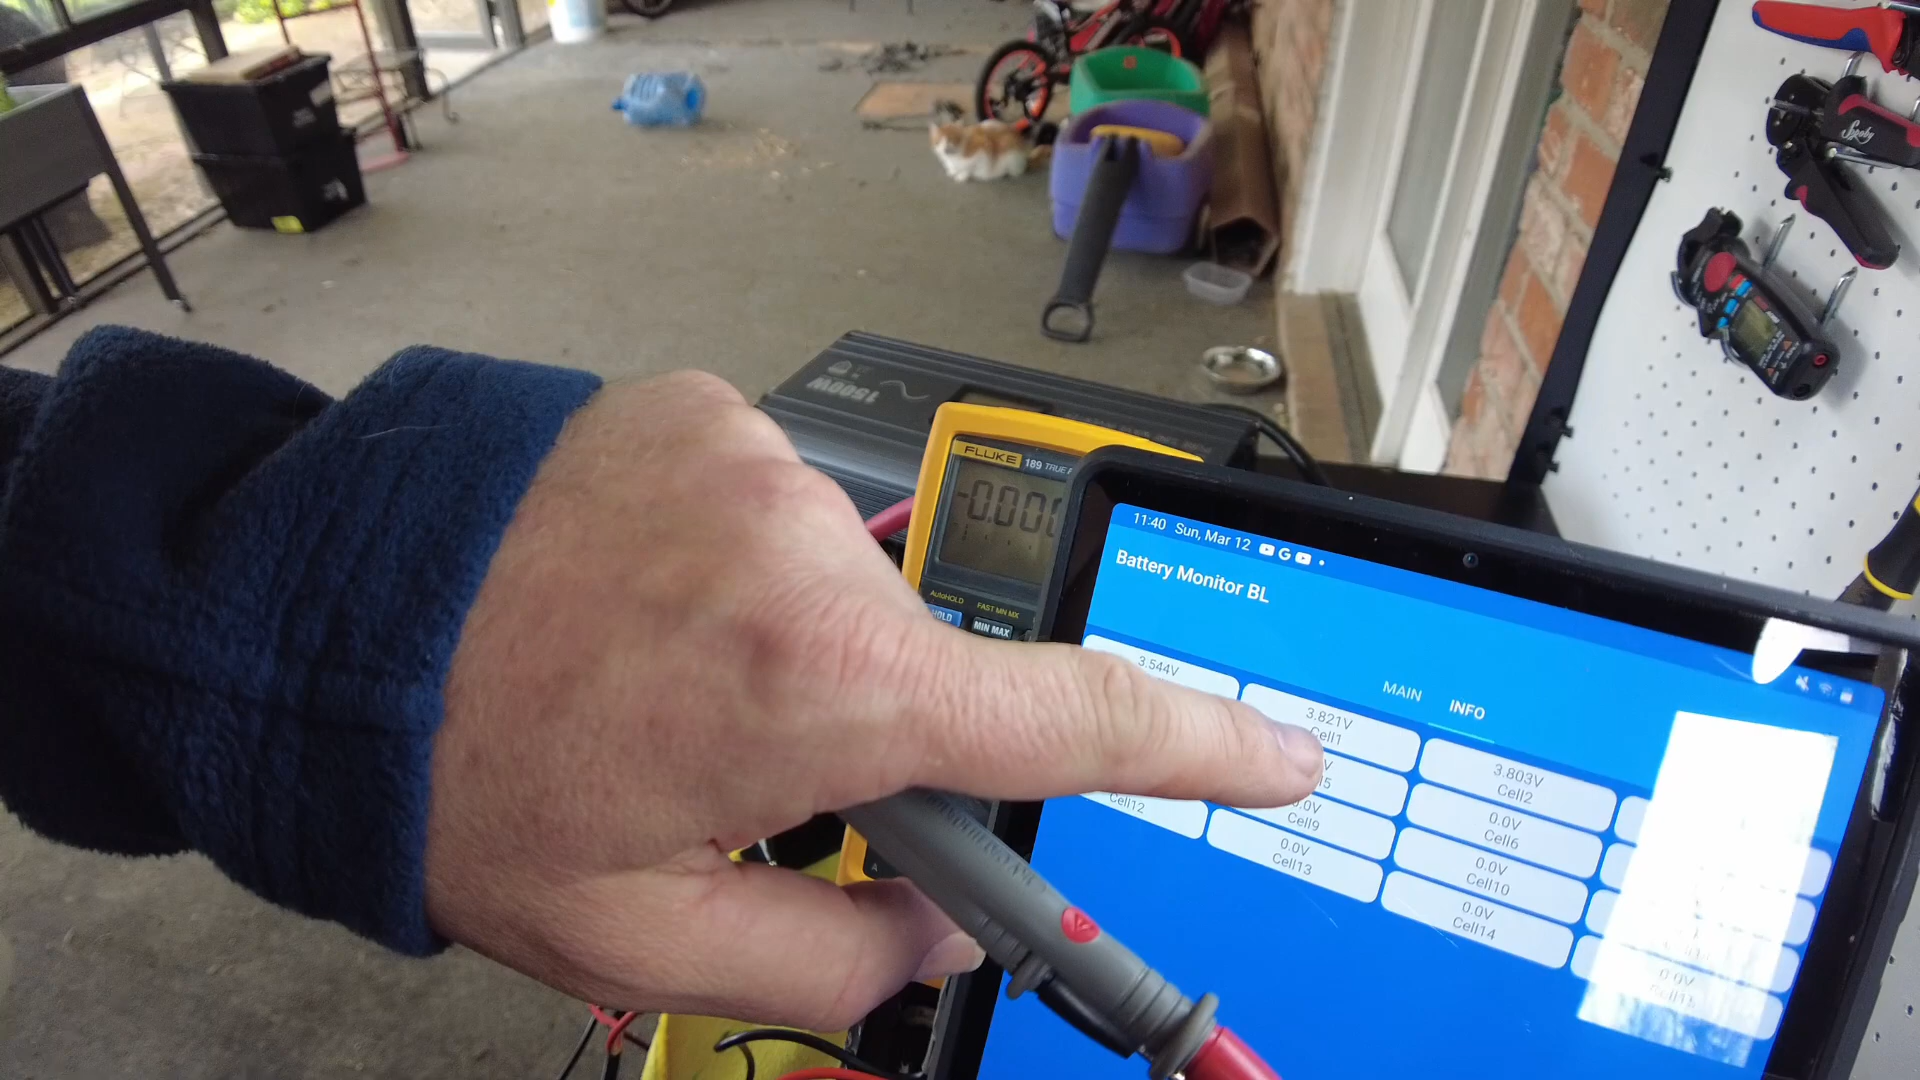 1500W
FLUKE 189 TRUE
-0.000
AutoHOLD
FAST MN MX
HOLD
MIN MAX
11:40 Sun, Mar 12
Battery Monitor BL
MAIN
INFO
3.544V
3.821V
Cell1
3.803V
Cell2
0.0V
Cell6
Cell12
Cell9
0.0V
Cell10
0.0V
Cell13
0.0V
Cell14
0.0V